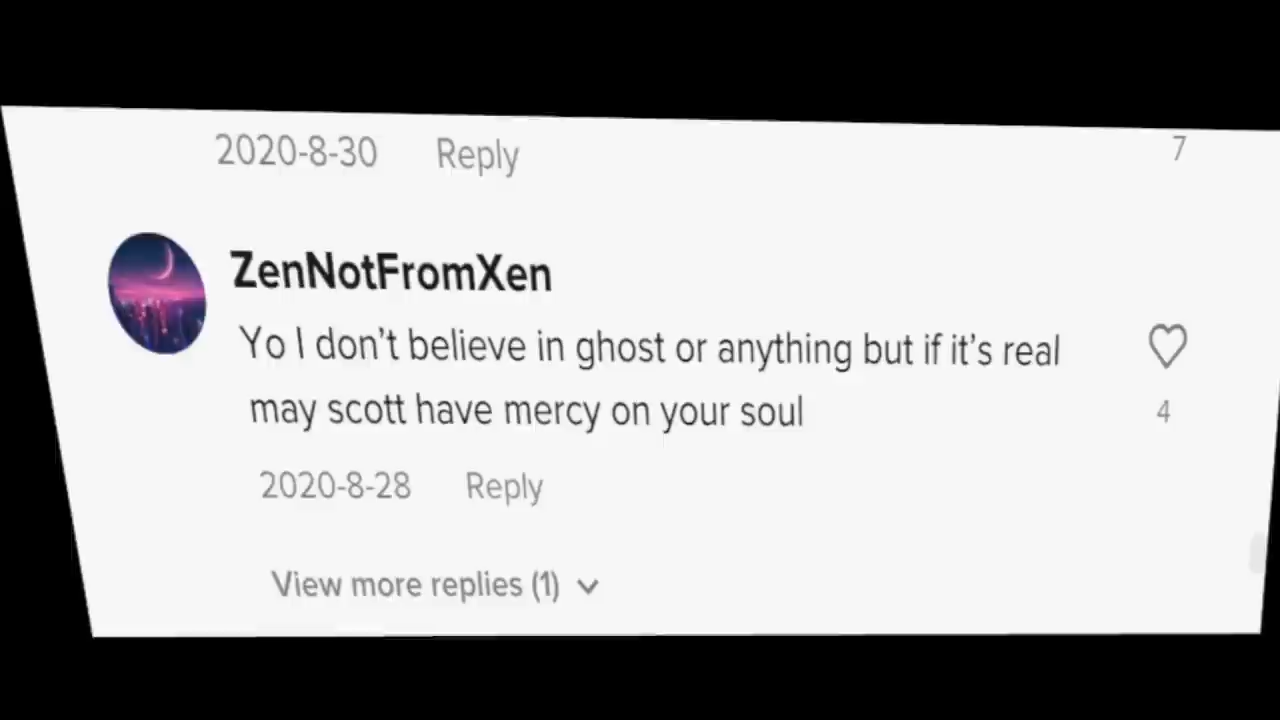 2020-8-30 Reply 7
ZenNotFromXen
Yo I don't believe in ghost or anything but if it's real
may scott have mercy on your soul
4
2020-8-28 Reply
View more replies (1)